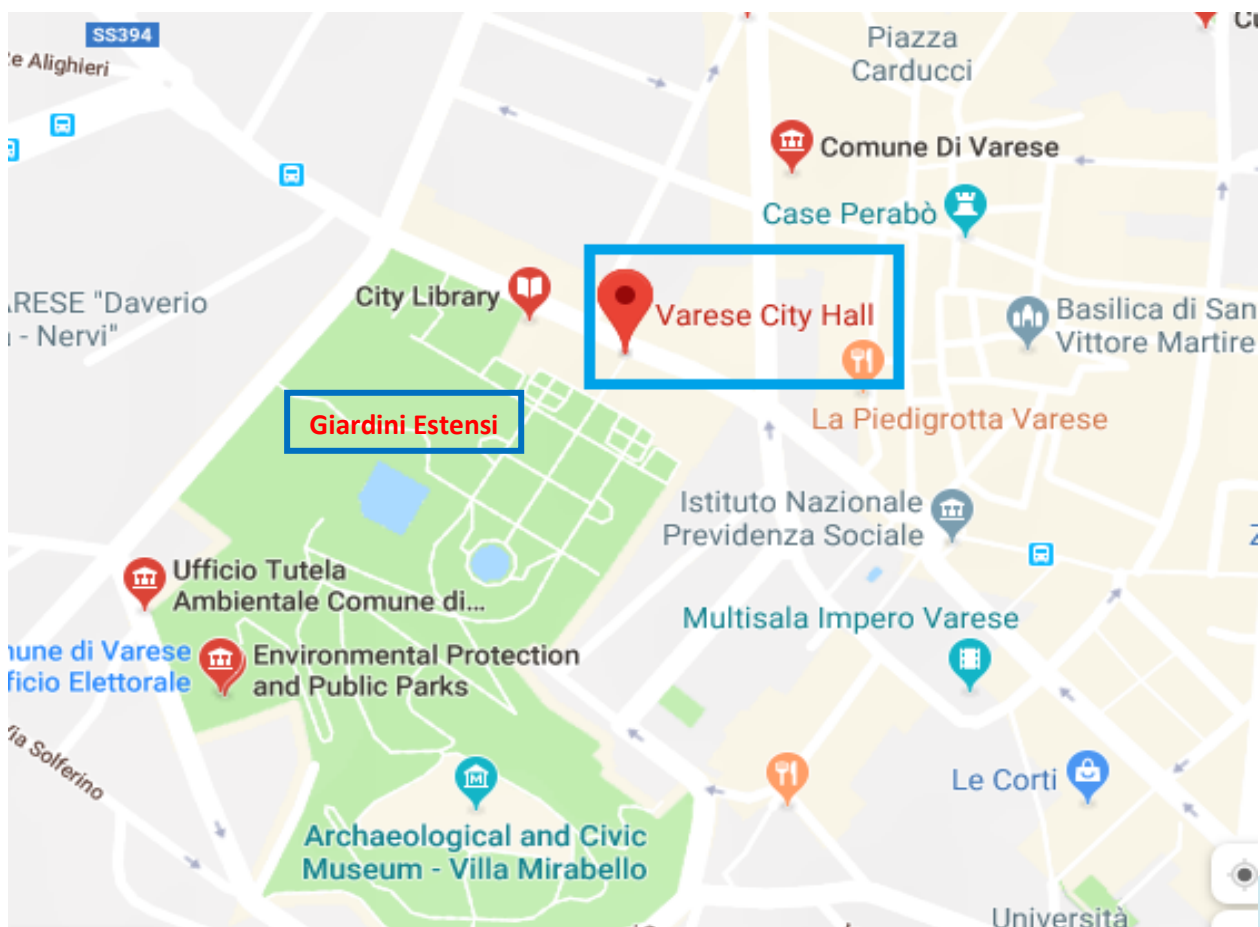 SS394
e Alighieri
Piazza
Carducci
Comune Di Varese
Case Perabò
City Library
Varese City Hall
Basilica di San
Vittore Martire
RESE "Daverio
- Nervi"
Giardini Estensi
La Piedigrotta Varese
Istituto Nazionale
Previdenza Sociale
Ufficio Tutela
Ambientale Comune di...
Multisala Impero Varese
une di Varese
ficio Elettorale
Environmental Protection
and Public Parks
ia Solferino
Le Corti
M
Archaeological and Civic
Museum - Villa Mirabello
Università